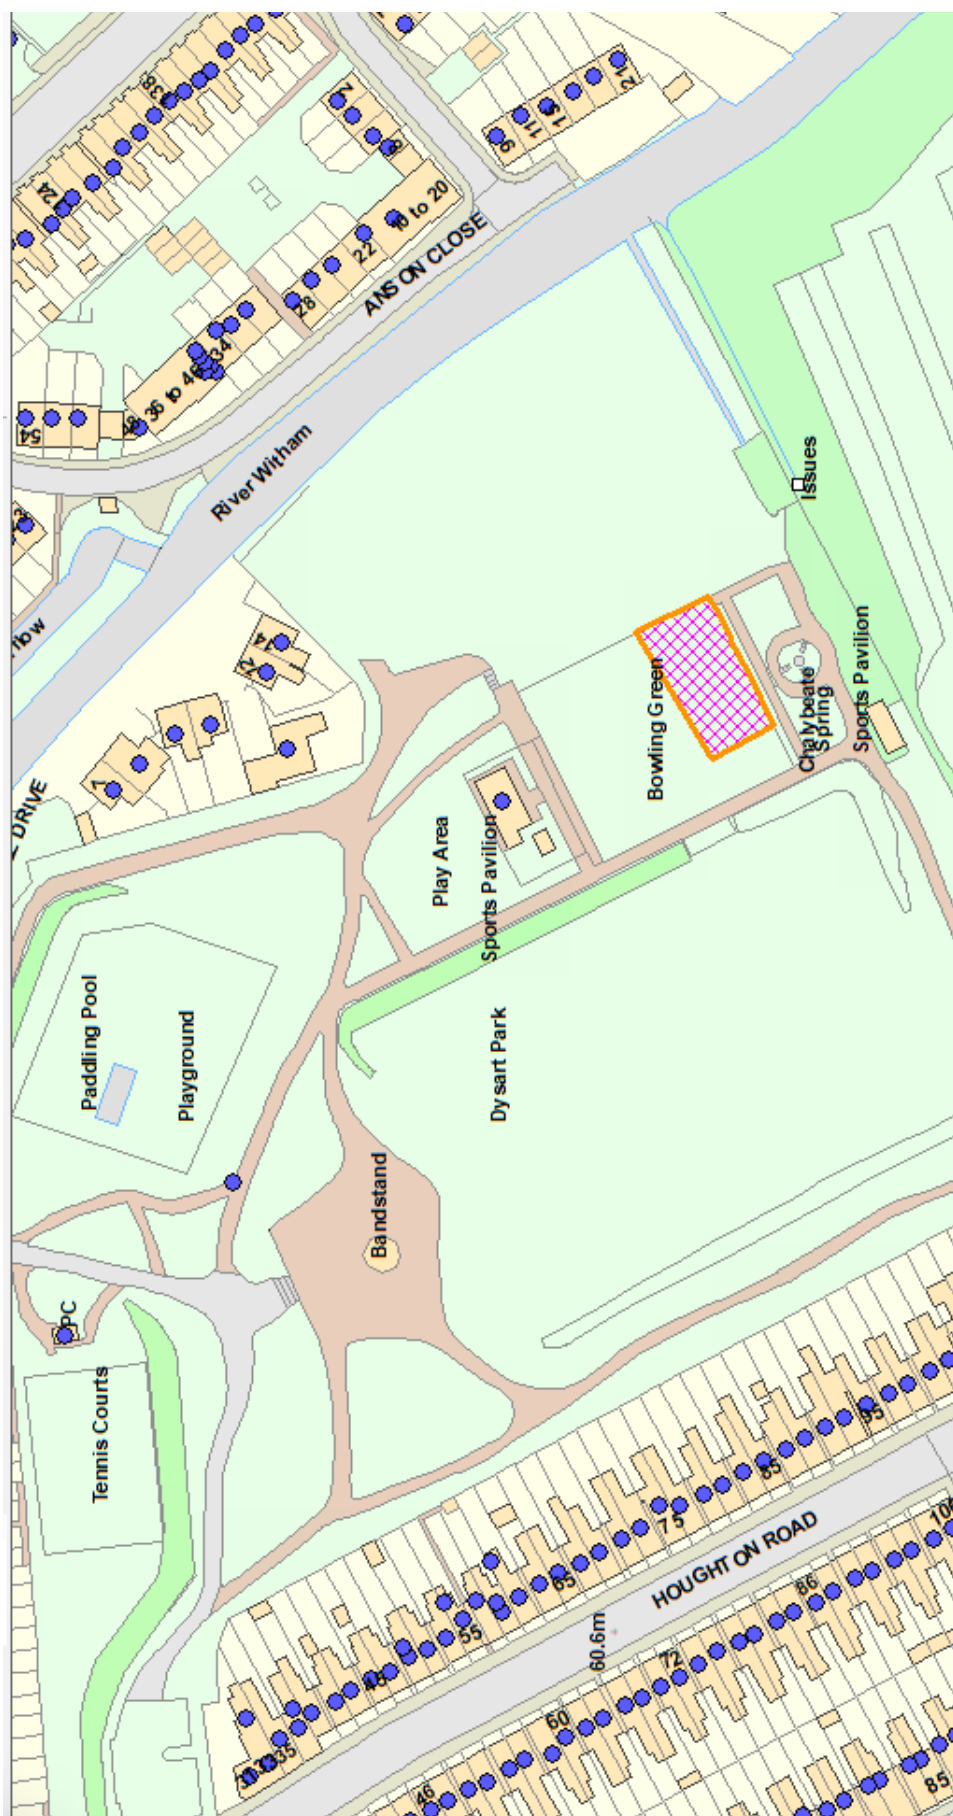 38
24
2
8
9
11
15
21
10 to 20
22
28
ANSON CLOSE
34
36 to 46
48
54
River Witham
Issues
14
12
1
DRIVE
Bowling Green
Sports Pavilion
Chalybeate
Spring
Play Area
Sports Pavilion
Paddling Pool
Playground
Dysart Park
Bandstand
PC
Tennis Courts
95
85
75
65
55
35
HOUGHTON ROAD
60.6m
86
72
60
46
85